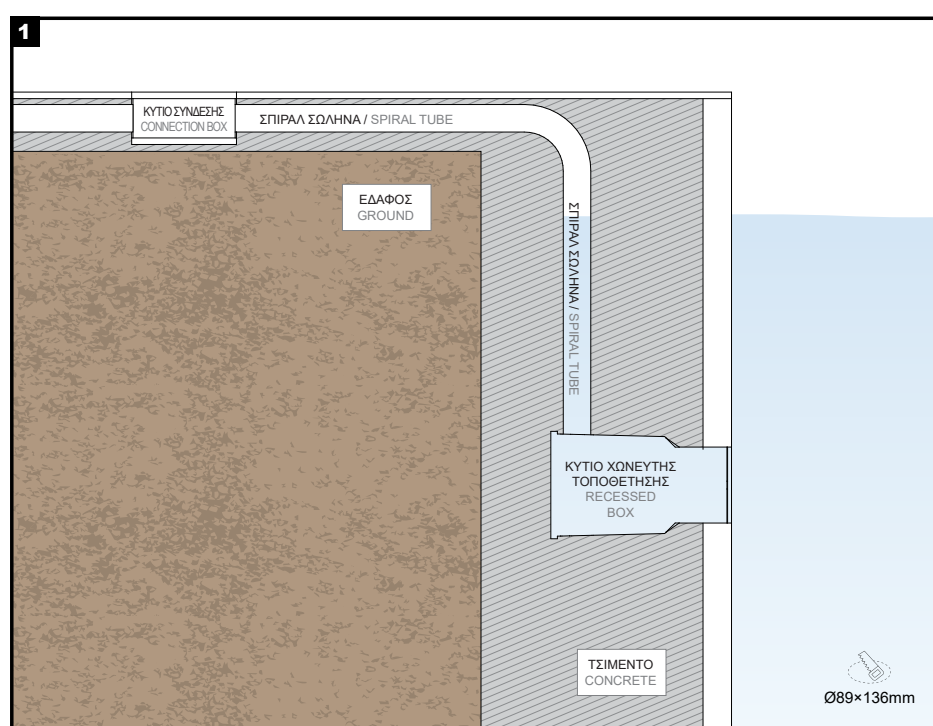 1
ΚΥΤΙΟ ΣΥΝΔΕΣΗΣ
CONNECTION BOX
ΣΠΙΡΑΛ ΣΩΛΗΝΑ / SPIRAL TUBE
ΕΔΑΦΟΣ
GROUND
ΣΠΙΡΑΛ ΣΩΛΗΝΑ / SPIRAL TUBE
ΚΥΤΙΟ ΧΩΝΕΥΤΗΣ
ΤΟΠΟΘΕΤΗΣΗΣ
RECESSED
BOX
ΤΣΙΜΕΝΤΟ
CONCRETE
Ø89×136mm